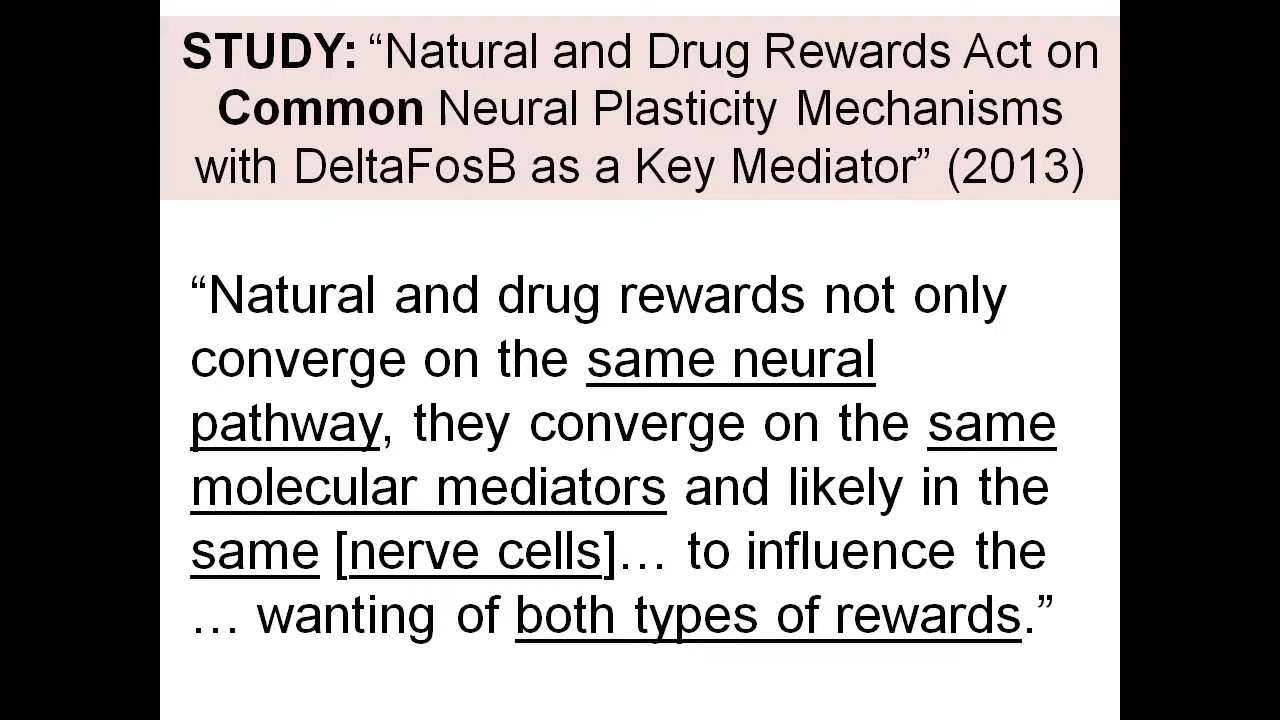 STUDY: “Natural and Drug Rewards Act on
Common Neural Plasticity Mechanisms
with DeltaFosB as a Key Mediator” (2013)
“Natural and drug rewards not only
converge on the same neural
pathway, they converge on the same
molecular mediators and likely in the
same [nerve cells]… to influence the
… wanting of both types of rewards.”